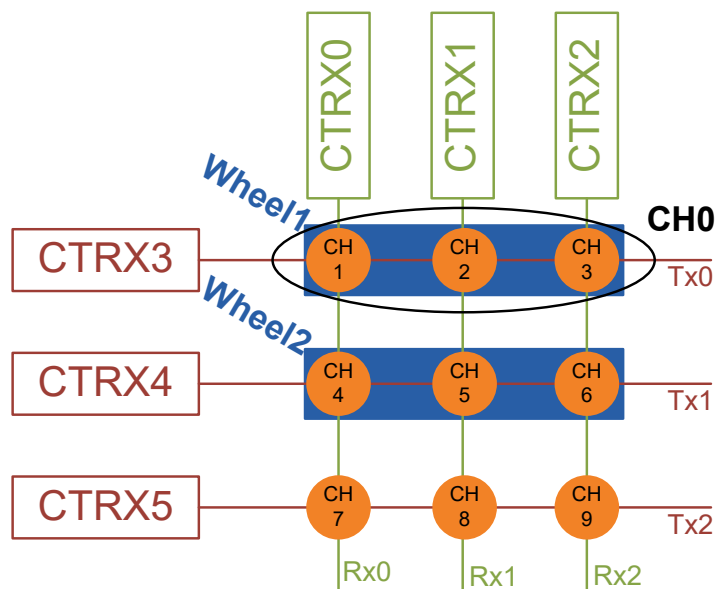 CTRX0
CTRX1
CTRX2
Wheel1
CH0
CTRX3
CH
1
CH
2
CH
3
Tx0
Wheel2
CTRX4
CH
4
CH
5
CH
6
Tx1
CTRX5
CH
7
CH
8
CH
9
Tx2
Rx0
Rx1
Rx2